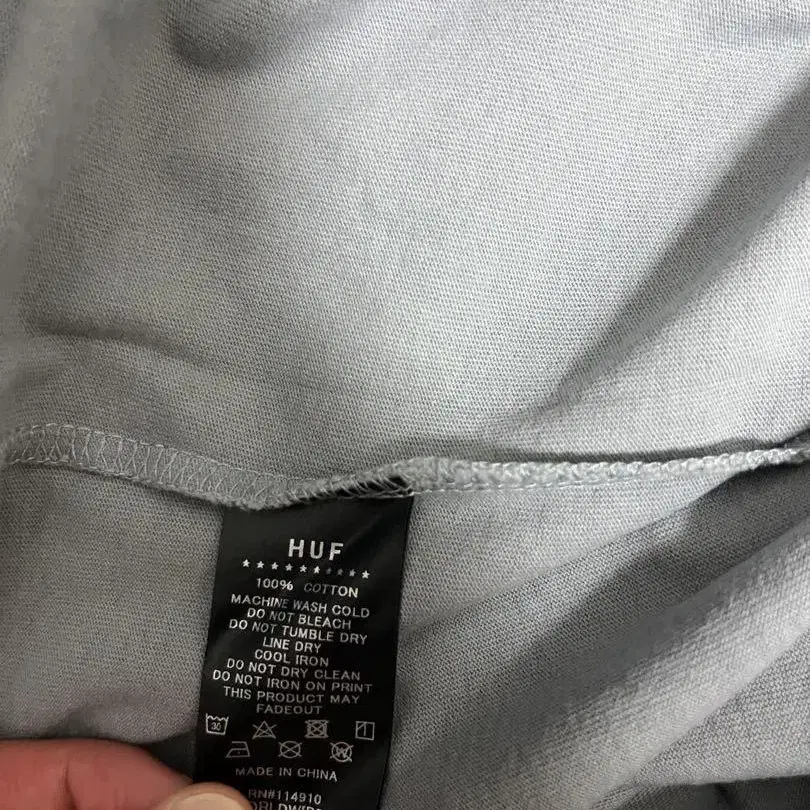 HUF
100% COTTON
MACHINE WASH COLD
DO NOT BLEACH
DO NOT TUMBLE DRY
LINE DRY
COOL IRON
DO NOT DRY CLEAN
DO NOT IRON ON PRINT
THIS PRODUCT MAY
FADEOUT
30
W
MADE IN CHINA
RN#114910